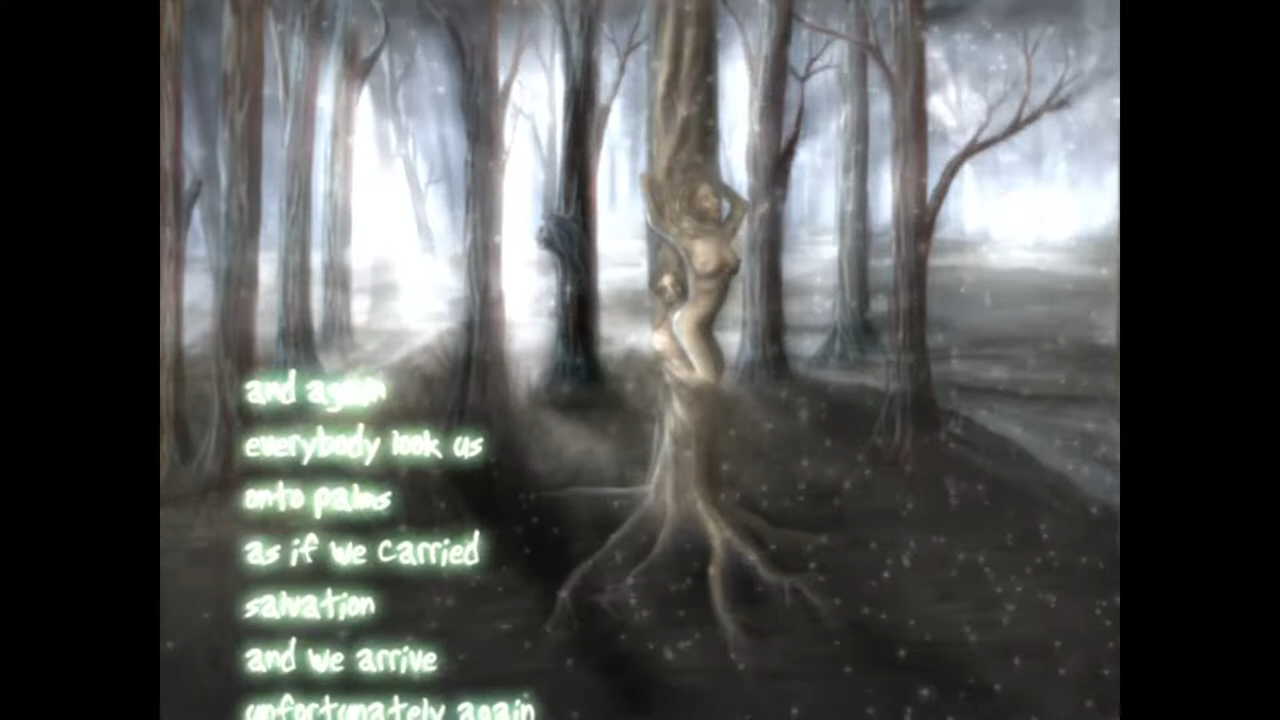 and again
everybody look us
onto palms
as if we carried
salvation
and we arrive
unfortunately again